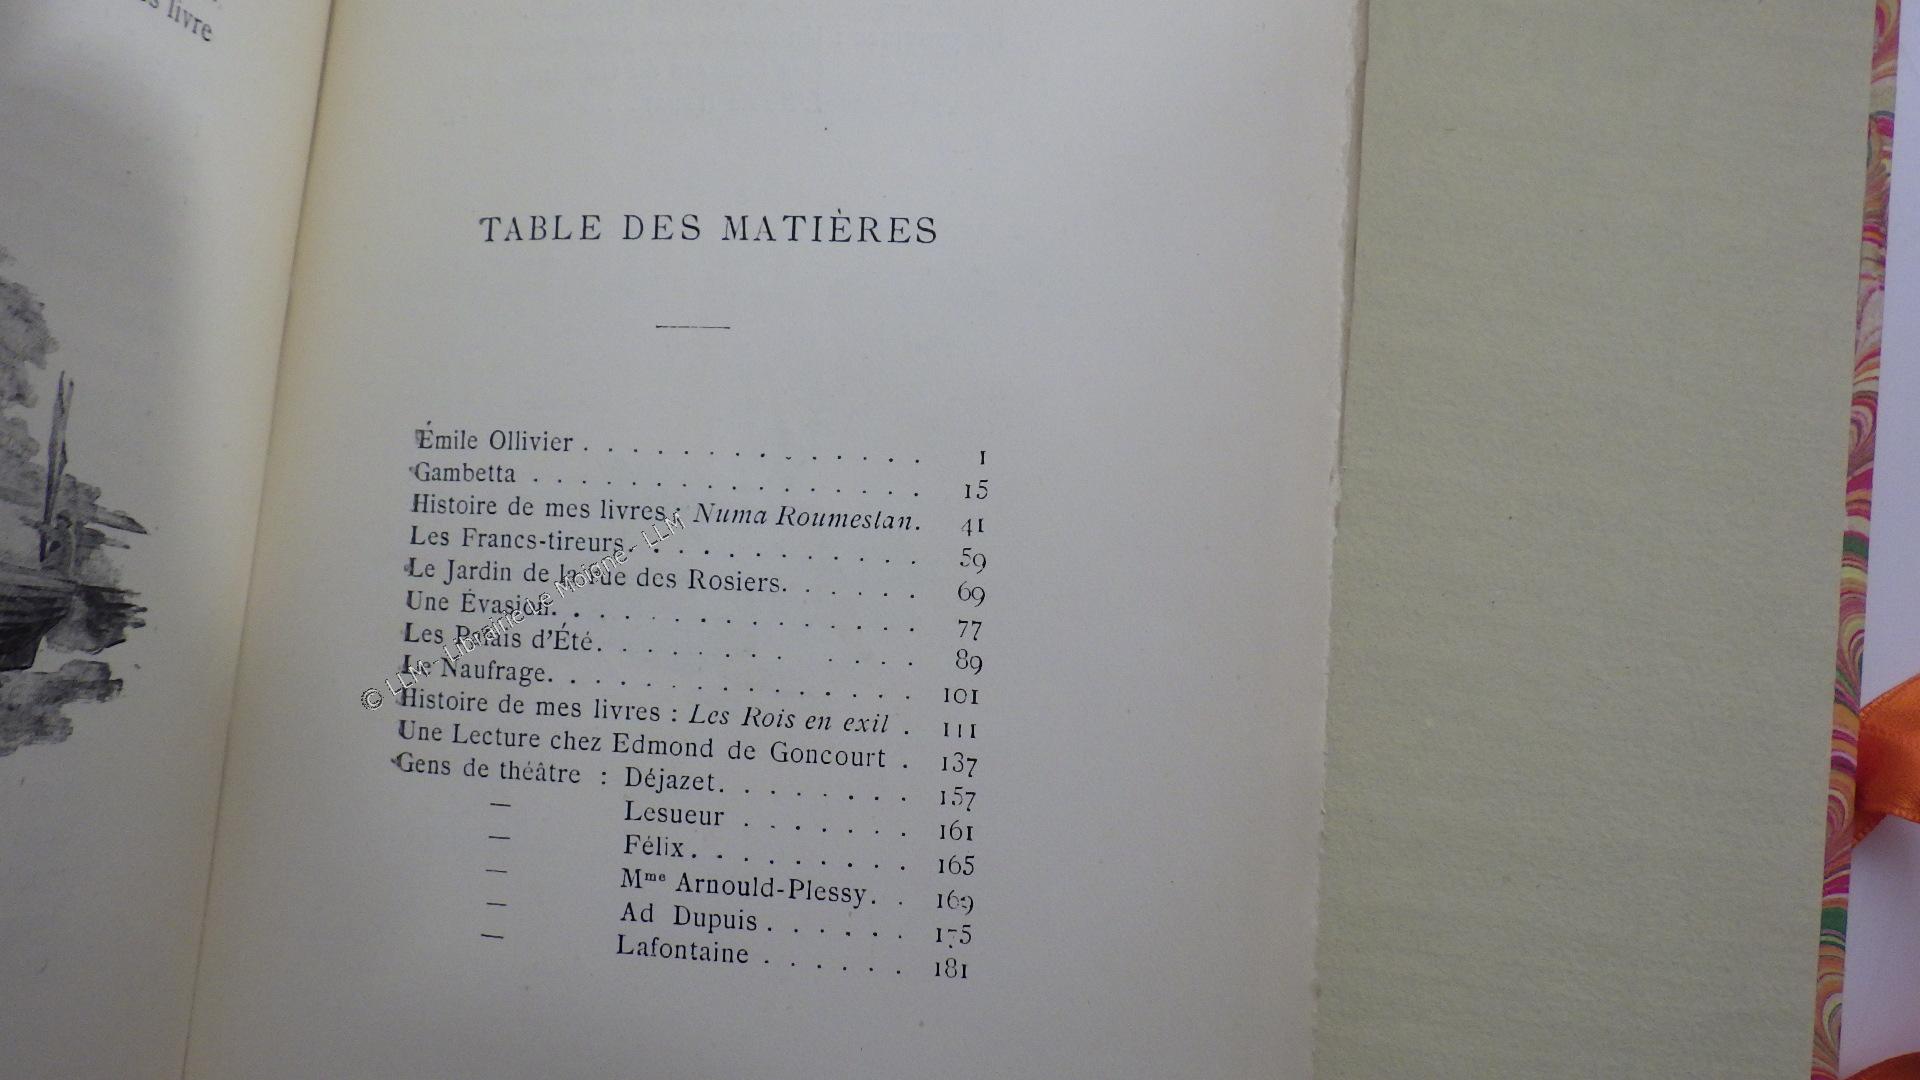 s livre
TABLE DES MATIÈRES
Émile Ollivier . . . . . . . . . . . . . . 1
Gambetta . . . . . . . . . . . . . . . . 15
Histoire de mes livres : Numa Roumestan. 41
Les Francs-tireurs. . . . . . . . . . . . 59
Le Jardin de la rue des Rosiers. . . . . . 69
Une Évasion. . . . . . . . . . . . . . . 77
Les Palais d'Été. . . . . . . . . . . . 89
Le Naufrage. . . . . . . . . . . . . . . 101
Histoire de mes livres : Les Rois en exil . 111
Une Lecture chez Edmond de Goncourt . 137
Gens de théâtre : Déjazet. . . . . . . . 157
— Lesueur . . . . . . . 161
— Félix. . . . . . . . . 165
— Mme Arnould-Plessy. . 169
— Ad Dupuis . . . . . . 175
— Lafontaine . . . . . . 181
© LLM - Librairie Le Moigne - LLM